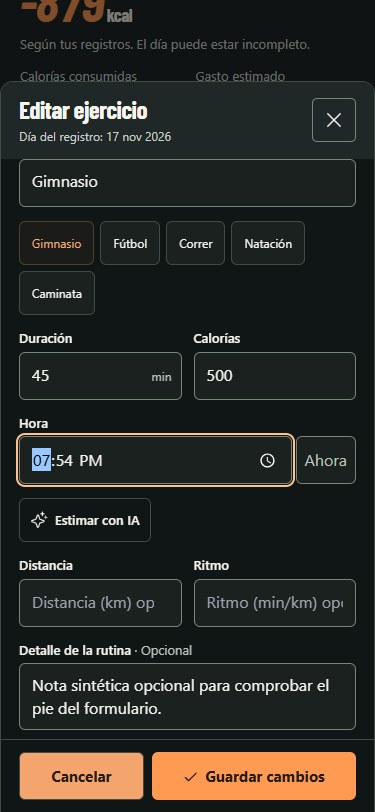 -879 kcal
Según tus registros. El día puede estar incompleto.
Calorías consumidas Gasto estimado
Editar ejercicio
Día del registro: 17 nov 2026
Gimnasio
Gimnasio Fútbol Correr Natación
Caminata
Duración Calorías
45 min 500
Hora
07:54 PM Ahora
Estimar con IA
Distancia Ritmo
Distancia (km) op Ritmo (min/km) opc
Detalle de la rutina · Opcional
Nota sintética opcional para comprobar el
pie del formulario.
Cancelar Guardar cambios